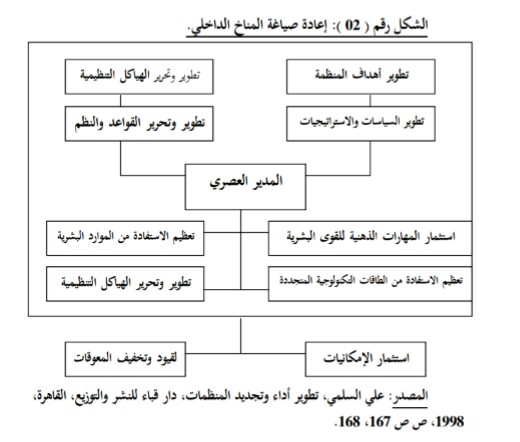 الشكل رقم ( 02 ): إعادة صياغة المناخ الداخلي.
تطوير أهداف المنظمة
تطوير وتحرير الهياكل التنظيمية
تطوير السياسات والاستراتيجيات
تطوير وتحرير القواعد والنظم
المدير العصري
استثمار المهارات الذهنية للقوى البشرية
تعظيم الاستفادة من الموارد البشرية
تعظيم الاستفادة من الطاقات التكنولوجية المتجددة
تطوير وتحرير الهياكل التنظيمية
استثمار الإمكانيات
لقيود وتخفيف المعوقات
المصدر: علي السلمي، تطوير أداء وتجديد المنظمات، دار قباء للنشر والتوزيع، القاهرة،
1998، ص ص 167، 168.